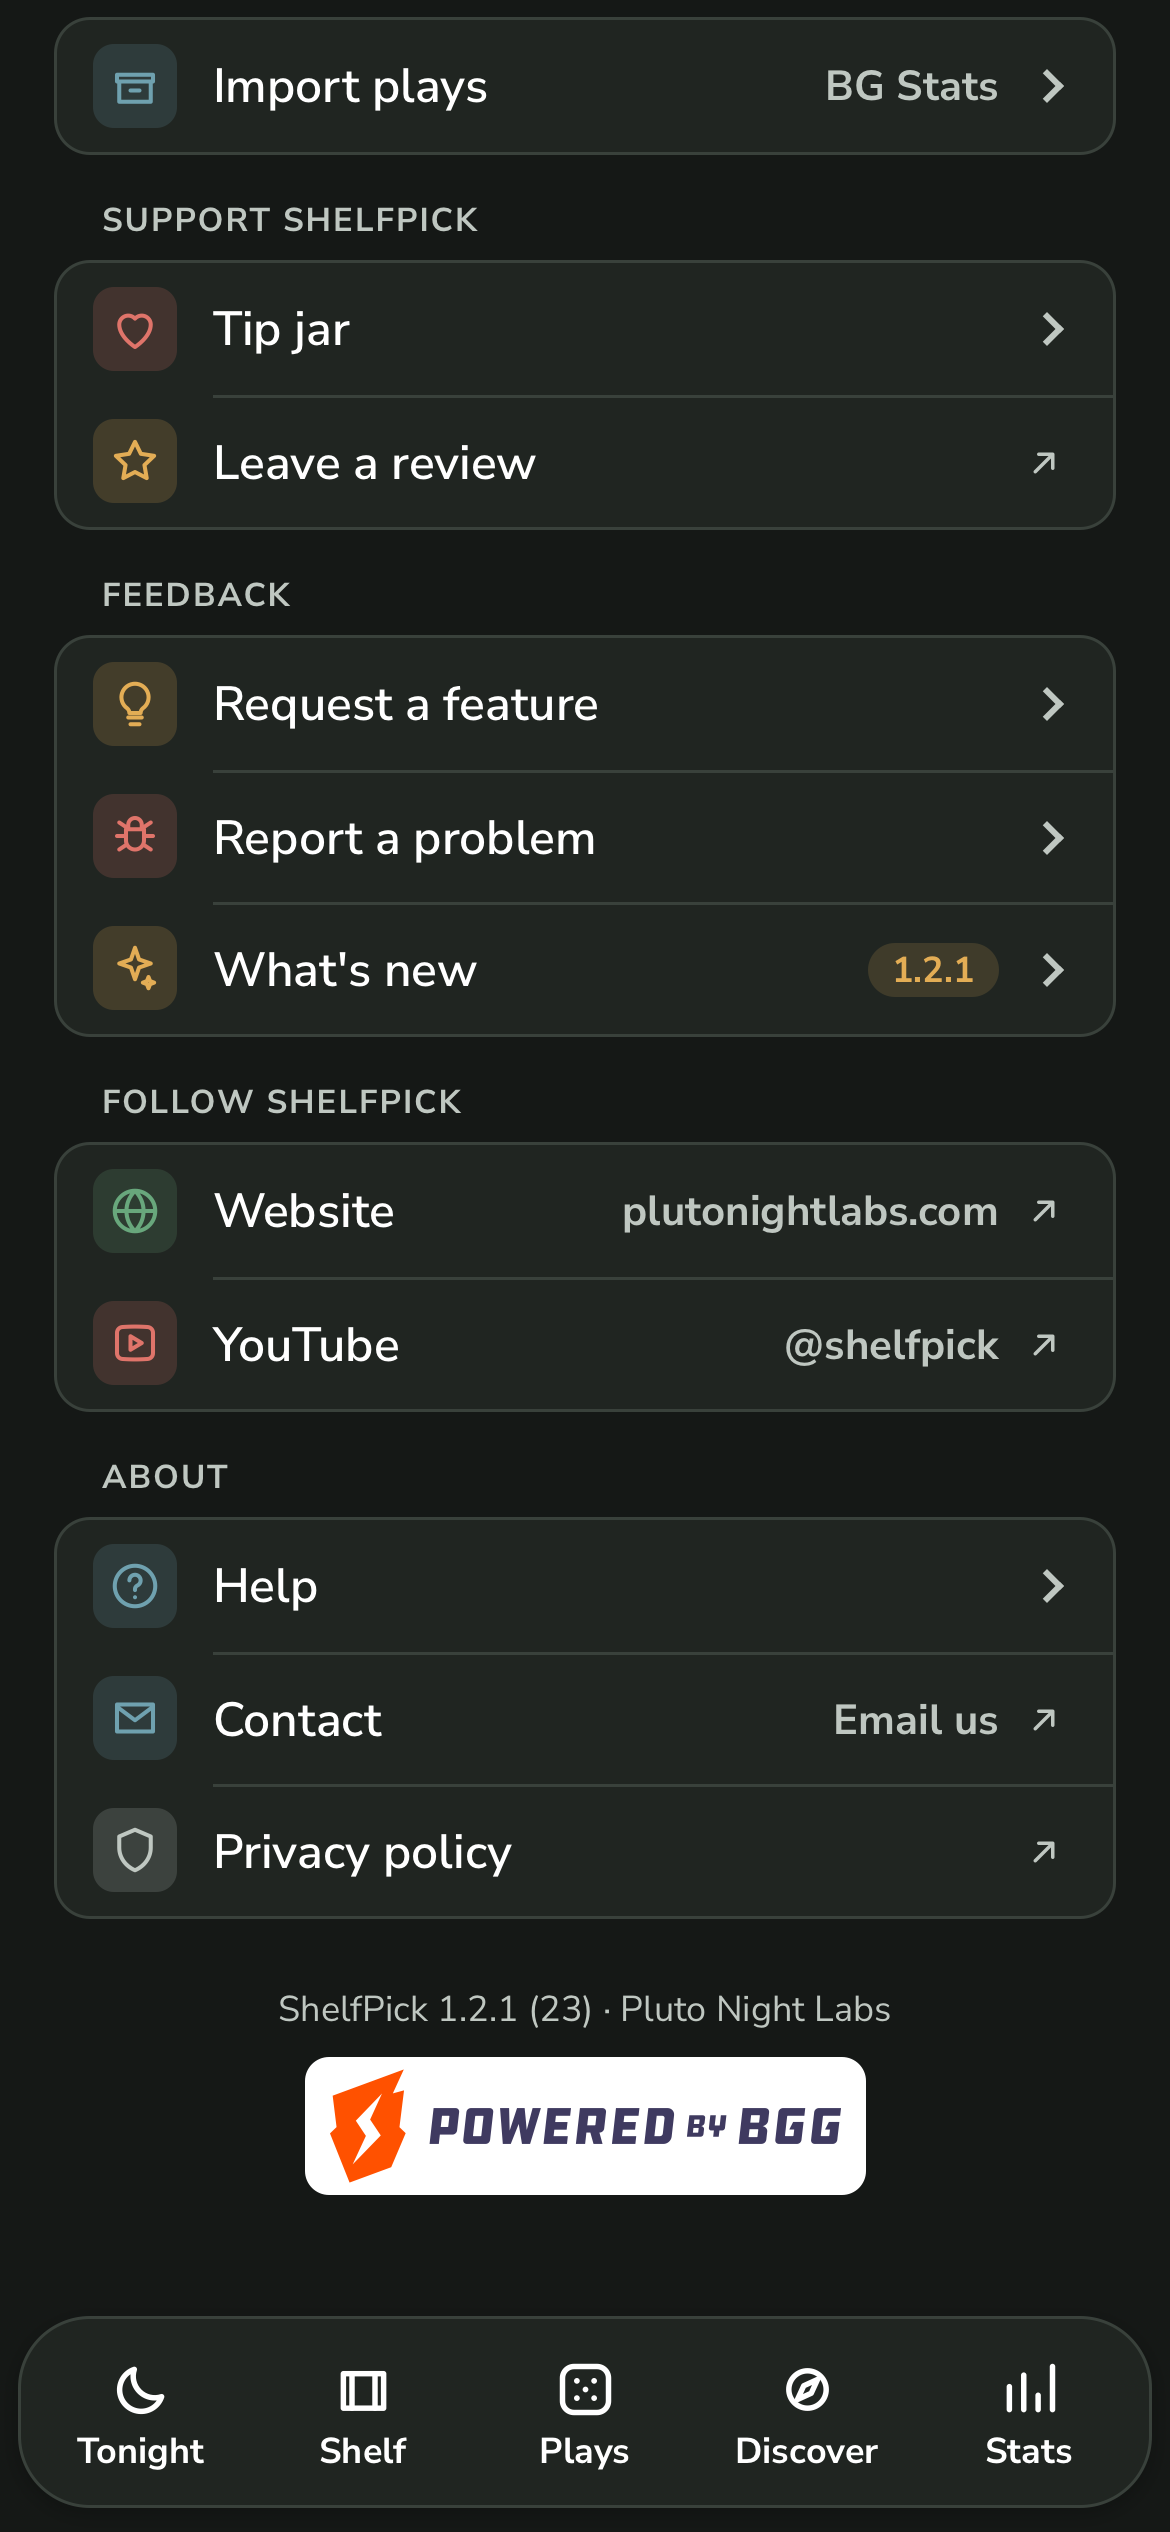 Import plays BG Stats
SUPPORT SHELFPICK
Tip jar
Leave a review
FEEDBACK
Request a feature
Report a problem
What's new 1.2.1
FOLLOW SHELFPICK
Website plutonightlabs.com
YouTube @shelfpick
ABOUT
Help
Contact Email us
Privacy policy
ShelfPick 1.2.1 (23) · Pluto Night Labs
POWERED BY BGG
Tonight Shelf Plays Discover Stats